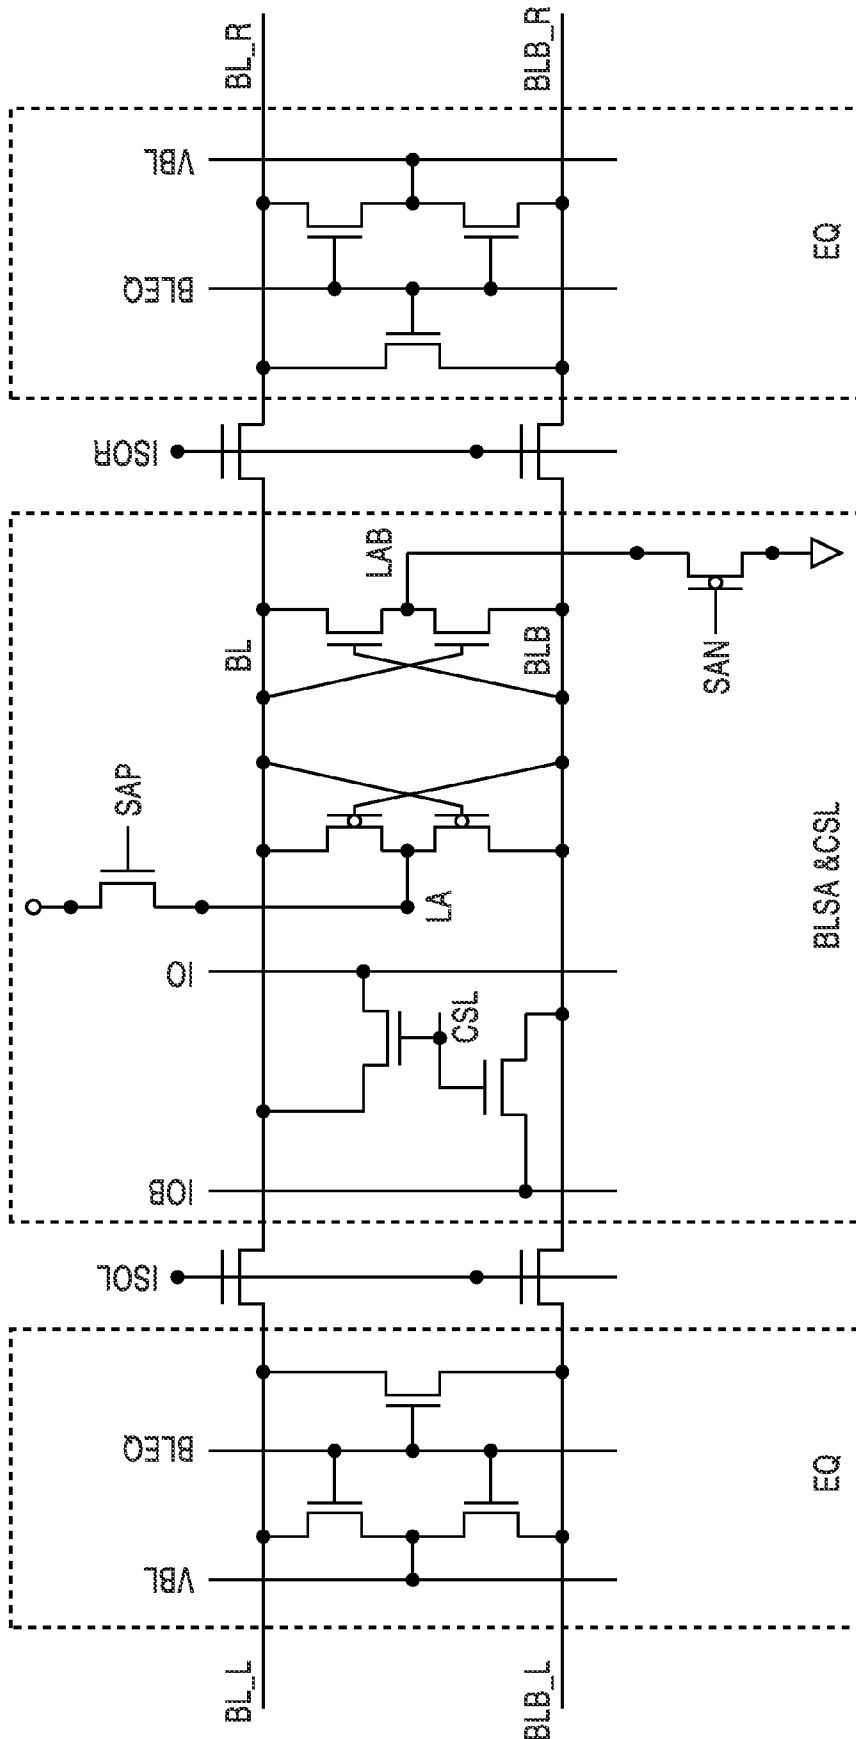 BL_R
BLB_R
VBL
BLEQ
EQ
ISOR
LAB
BL
BLB
SAN
SAP
LA
BLSA &CSL
IO
CSL
IOB
ISOL
BLEQ
EQ
VBL
BL_L
BLB_L